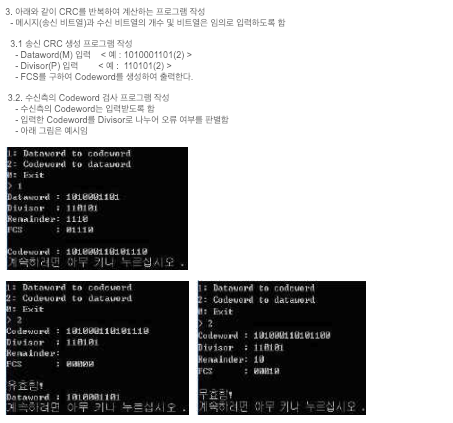 3. 아래와 같이 CRC를 반복하여 계산하는 프로그램 작성
- 메시지(송신 비트열)과 수신 비트열의 개수 및 비트열은 임의로 입력하도록 함
3.1 송신 CRC 생성 프로그램 작성
- Dataword(M) 입력 < 예 : 1010001101(2) >
- Divisor(P) 입력 < 예 : 110101(2) >
- FCS를 구하여 Codeword를 생성하여 출력한다.
3.2. 수신측의 Codeword 검사 프로그램 작성
- 수신측의 Codeword는 입력받도록 함
- 입력한 Codeword를 Divisor로 나누어 오류 여부를 판별함
- 아래 그림은 예시임
1: Dataword to codeword
2: Codeword to dataword
0: Exit
> 1
Dataword : 1010001101
Divisor : 110101
Remainder: 1110
FCS : 01110
Codeword : 101000110101110
계속하려면 아무 키나 누르십시오 .
1: Dataword to codeword
2: Codeword to dataword
0: Exit
> 2
Codeword : 101000110101110
Divisor : 110101
Remainder:
FCS : 00000
유효팀!
Dataword : 1010001101
계속하려면 아무 키나 누르십시오 .
1: Dataword to codeword
2: Codeword to dataword
0: Exit
> 2
Codeword : 101000110101100
Divisor : 110101
Remainder: 10
FCS : 00010
무효팀!
계속하려면 아무 키나 누르십시오 .